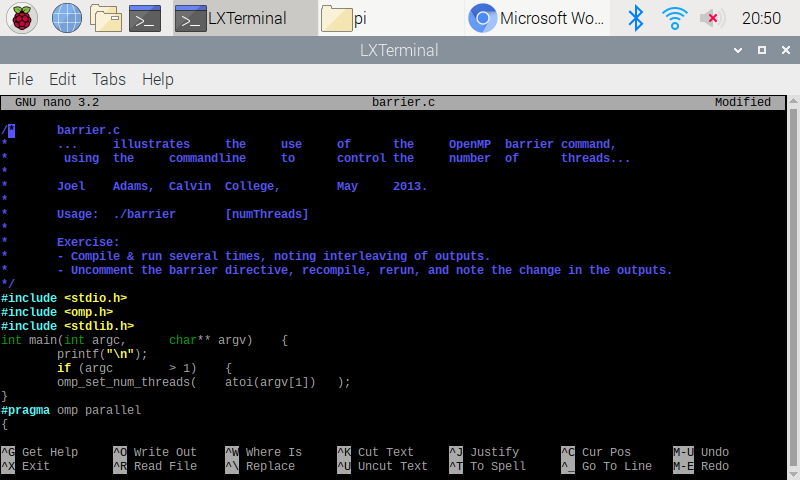 LXTerminal pi Microsoft Wo... 20:50
LXTerminal
File Edit Tabs Help
GNU nano 3.2 barrier.c Modified
/* barrier.c
* ... illustrates the use of the OpenMP barrier command,
* using the commandline to control the number of threads...
*
* Joel Adams, Calvin College, May 2013.
*
* Usage: ./barrier [numThreads]
*
* Exercise:
* - Compile & run several times, noting interleaving of outputs.
* - Uncomment the barrier directive, recompile, rerun, and note the change in the outputs.
*/
#include <stdio.h>
#include <omp.h>
#include <stdlib.h>
int main(int argc, char** argv) {
printf("\n");
if (argc > 1) {
omp_set_num_threads( atoi(argv[1]) );
}
#pragma omp parallel
{
^G Get Help ^O Write Out ^W Where Is ^K Cut Text ^J Justify ^C Cur Pos M-U Undo
^X Exit ^R Read File ^\ Replace ^U Uncut Text ^T To Spell ^_ Go To Line M-E Redo